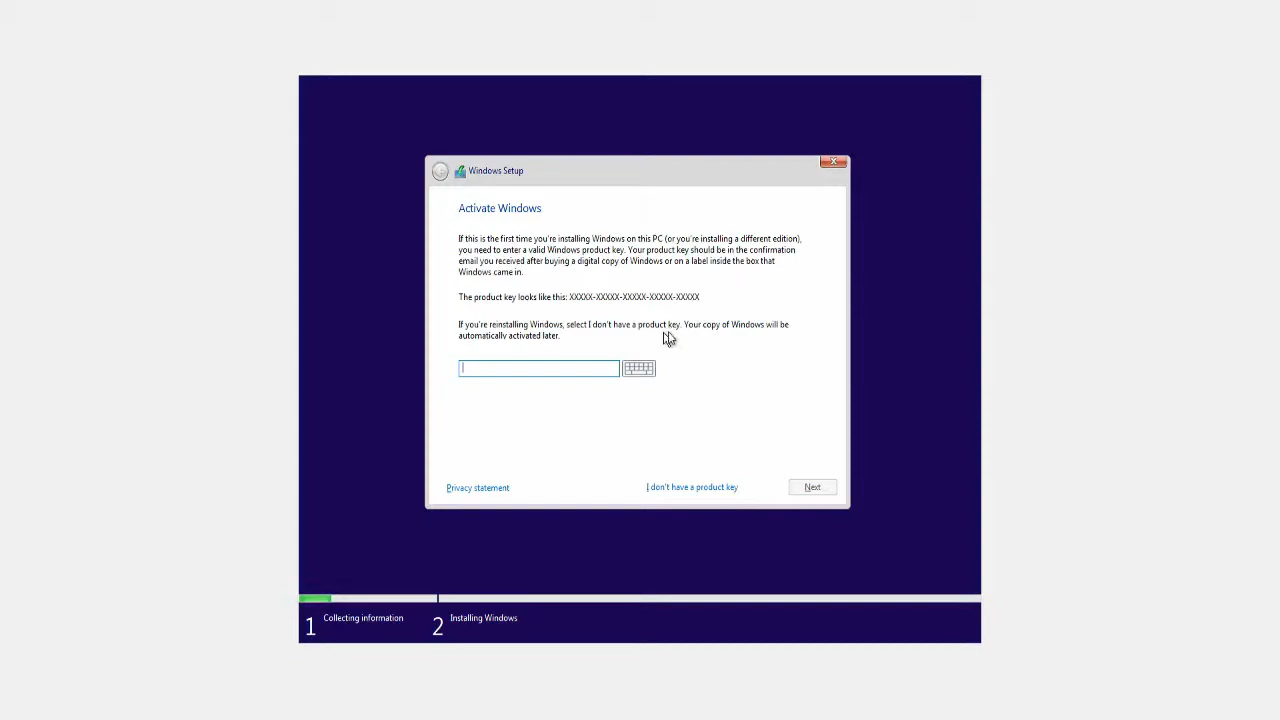 Windows Setup
Activate Windows
If this is the first time you're installing Windows on this PC (or you're installing a different edition),
you need to enter a valid Windows product key. Your product key should be in the confirmation
email you received after buying a digital copy of Windows or on a label inside the box that
Windows came in.
The product key looks like this: XXXXX-XXXXX-XXXXX-XXXXX-XXXXX
If you're reinstalling Windows, select I don't have a product key. Your copy of Windows will be
automatically activated later.
Privacy statement
I don't have a product key
Next
1 Collecting information
2 Installing Windows